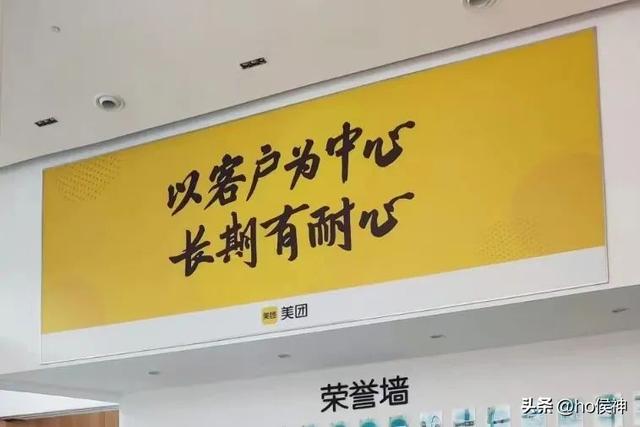 以客户为中心
长期有耐心
美团 美团
荣誉墙
头条 @ho侯神